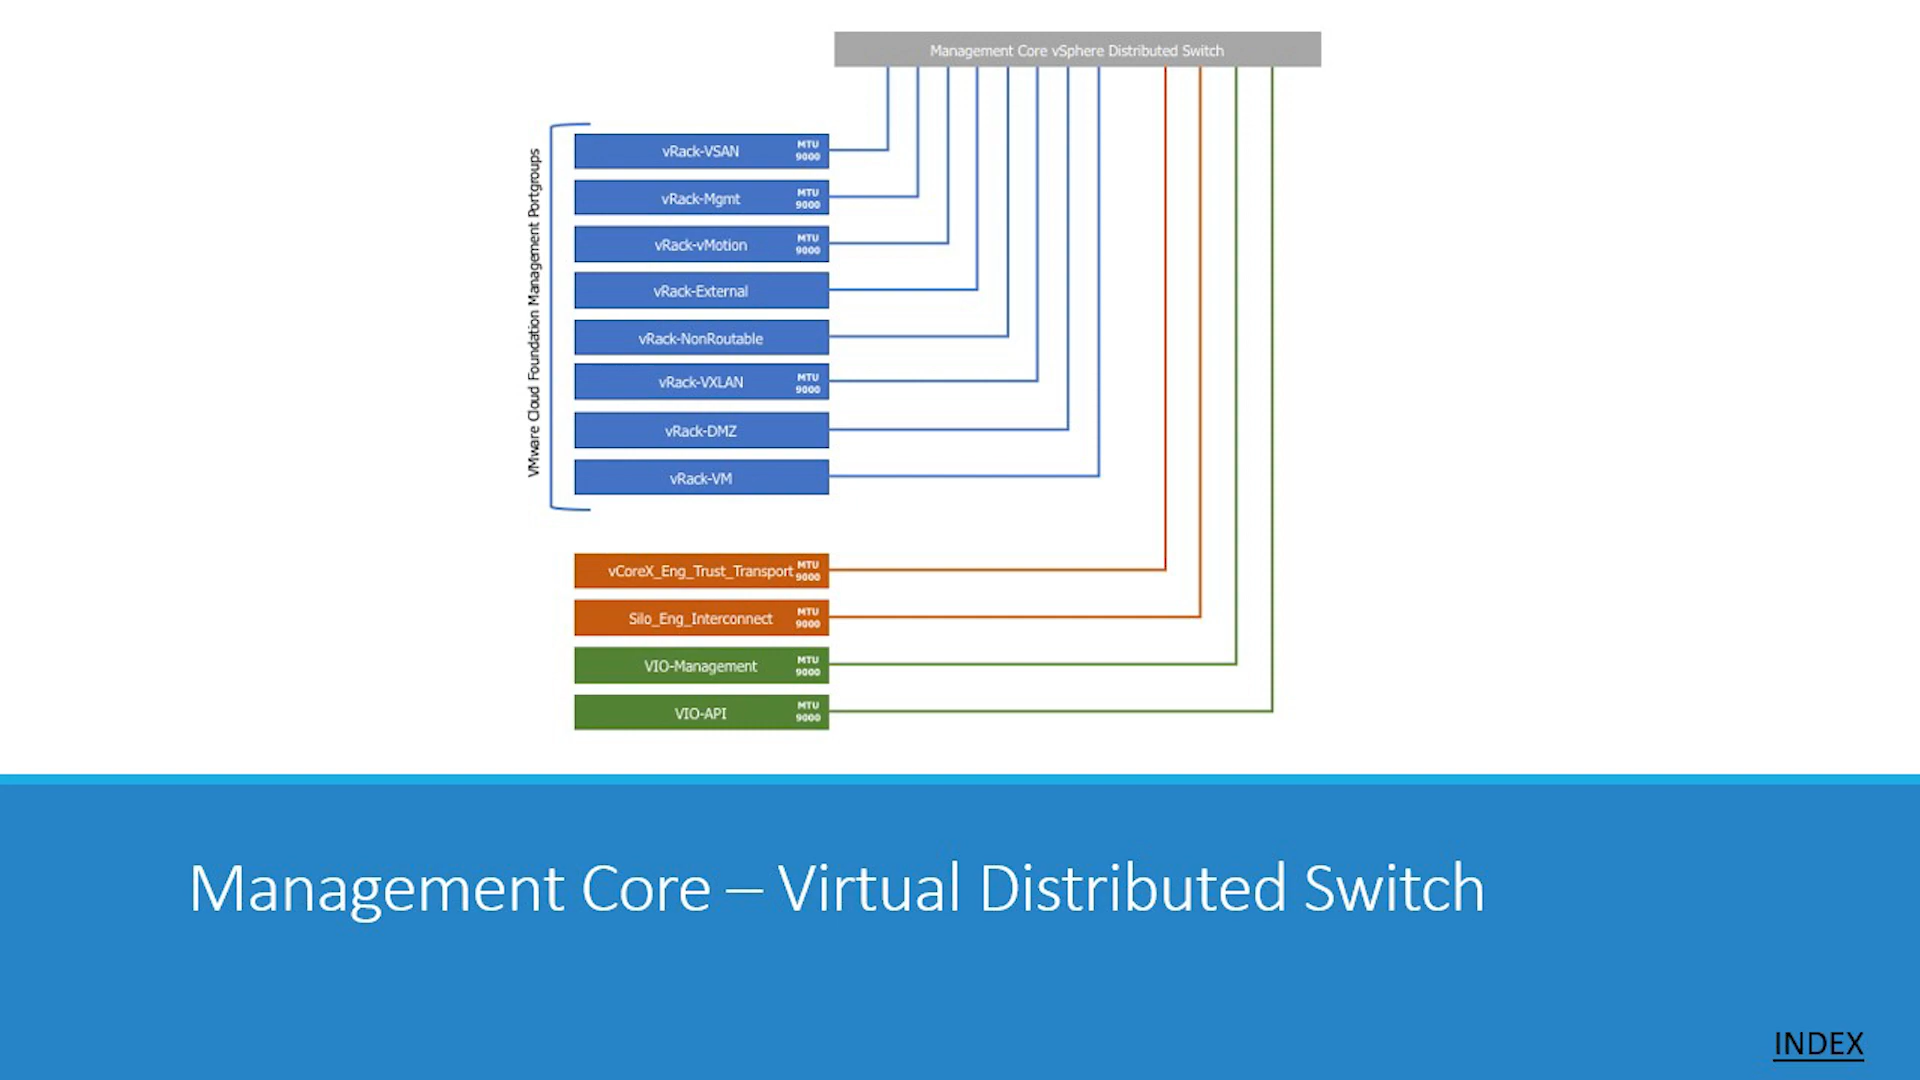 Management Core vSphere Distributed Switch
VMware Cloud Foundation Management Portgroups
vRack-VSAN MTU 9000
vRack-Mgmt MTU 9000
vRack-vMotion MTU 9000
vRack-External
vRack-NonRoutable
vRack-VXLAN MTU 9000
vRack-DMZ
vRack-VM
vCoreX_Eng_Trust_Transport MTU 9000
Silo_Eng_Interconnect MTU 9000
VIO-Management MTU 9000
VIO-API MTU 9000
Management Core – Virtual Distributed Switch
INDEX